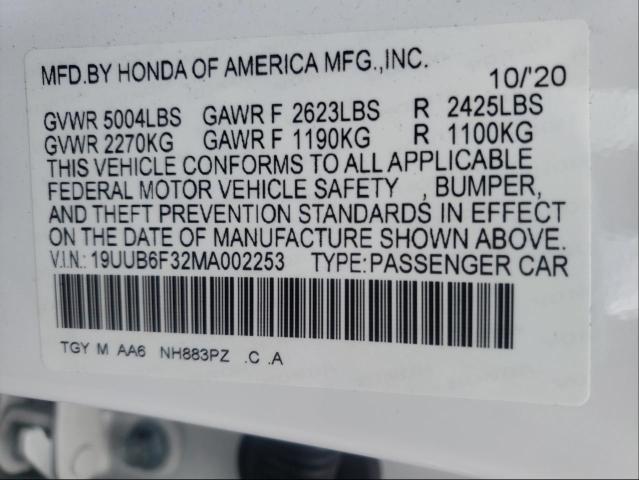 MFD.BY HONDA OF AMERICA MFG.,INC.
10/'20
GVWR 5004LBS GAWR F 2623LBS R 2425LBS
GVWR 2270KG GAWR F 1190KG R 1100KG
THIS VEHICLE CONFORMS TO ALL APPLICABLE
FEDERAL MOTOR VEHICLE SAFETY , BUMPER,
AND THEFT PREVENTION STANDARDS IN EFFECT
ON THE DATE OF MANUFACTURE SHOWN ABOVE.
V.I.N.: 19UUB6F32MA002253 TYPE:PASSENGER CAR
TGY M AA6 NH883PZ .C .A